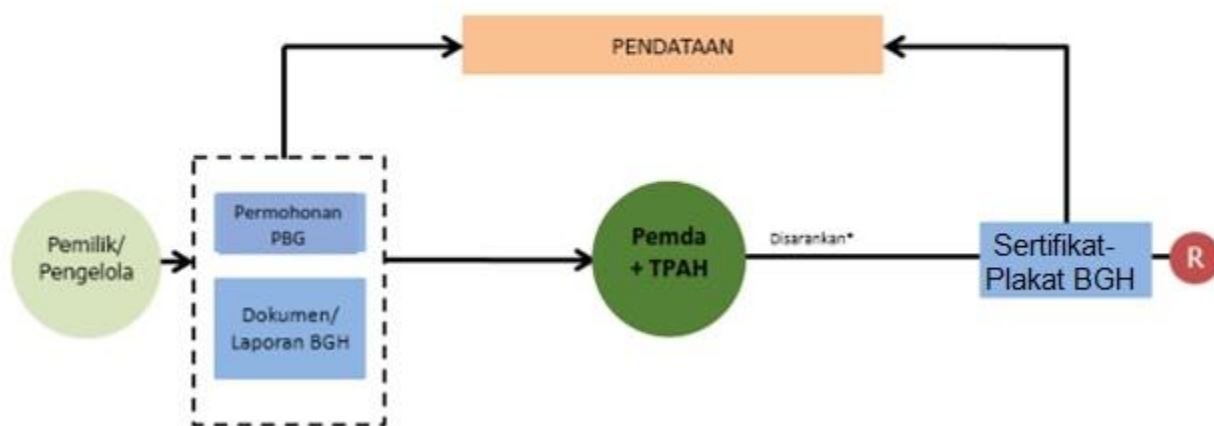 PENDATAAN
Pemilik/
Pengelola
Permohonan
PBG
Dokumen/
Laporan BGH
Pemda
+ TPAH
Disarankan*
Sertifikat-
Plakat BGH
R